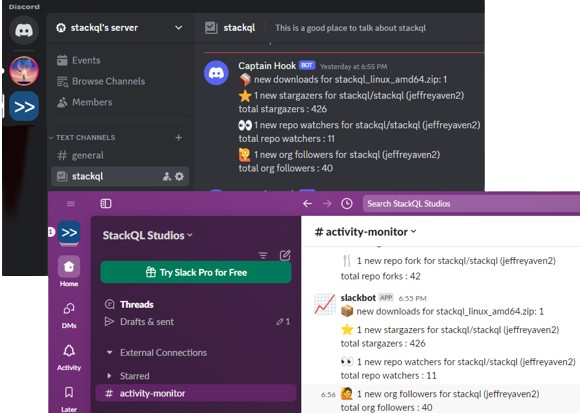 Discord
stackql's server
Events
Browse Channels
Members
TEXT CHANNELS
general
stackql
stackql
This is a good place to talk about stackql
Captain Hook BOT Yesterday at 6:55 PM
new downloads for stackql_linux_amd64.zip: 1
1 new stargazers for stackql/stackql (jeffreyaven2)
total stargazers : 426
1 new repo watchers for stackql/stackql (jeffreyaven2)
total repo watchers : 11
1 new org followers for stackql/stackql (jeffreyaven2)
total org followers : 40
1
>>
Home
DMs
Activity
Later
StackQL Studios
Try Slack Pro for Free
Threads
Drafts & sent 1
External Connections
Starred
# activity-monitor
Search StackQL Studios
# activity-monitor
1 new repo fork for stackql/stackql (jeffreyaven2)
total repo forks : 42
slackbot APP 6:55 PM
new downloads for stackql_linux_amd64.zip: 1
1 new stargazers for stackql/stackql (jeffreyaven2)
total stargazers : 426
1 new repo watchers for stackql/stackql (jeffreyaven2)
total repo watchers : 11
6:56 1 new org followers for stackql/stackql (jeffreyaven2)
total org followers : 40